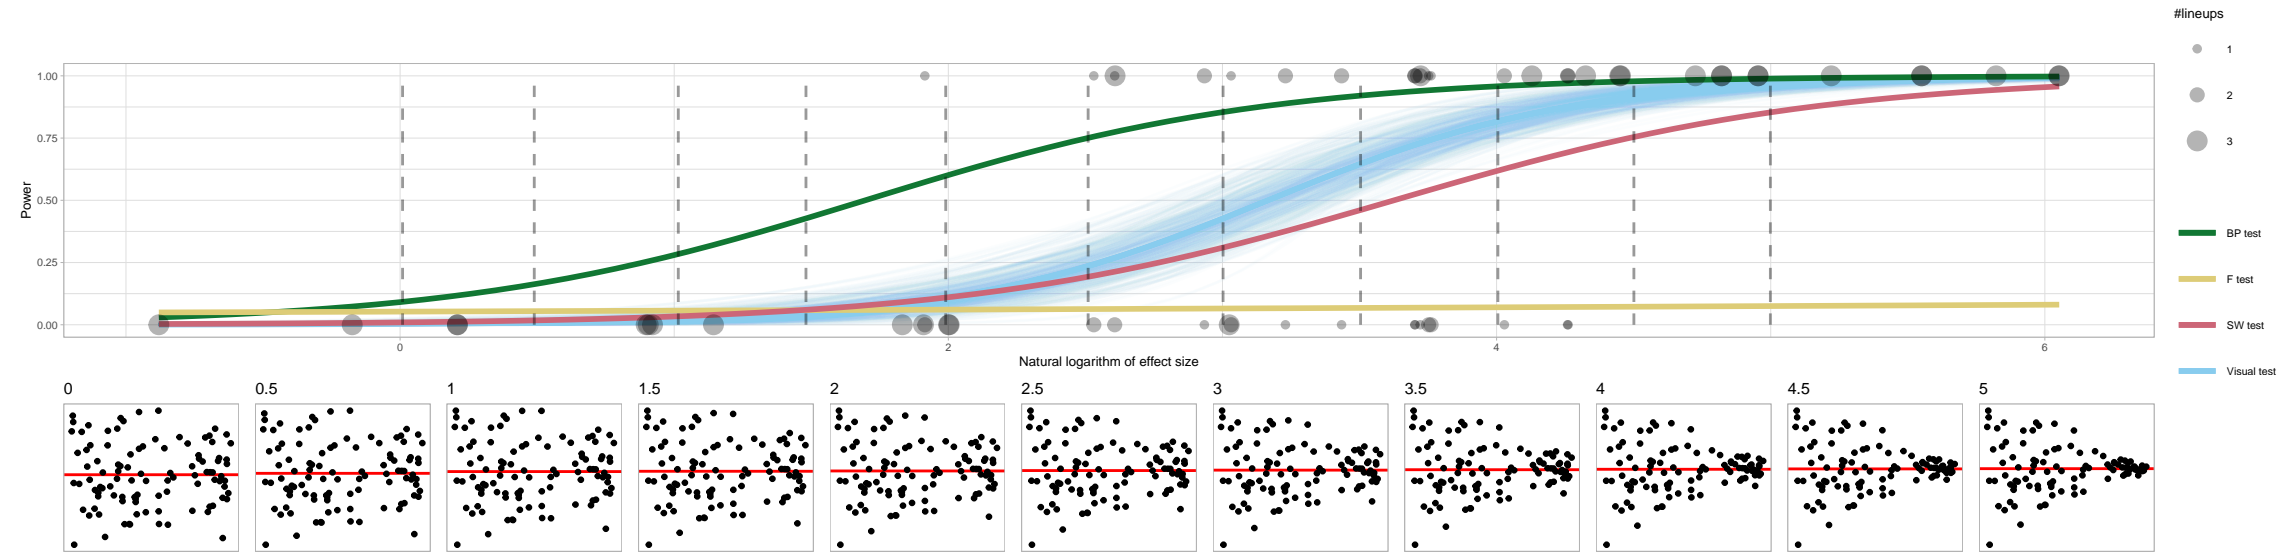 #lineups
1
2
3
1.00
0.75
0.50
0.25
0.00
Power
0 2 4 6
Natural logarithm of effect size
BP test
F test
SW test
Visual test
0 0.5 1 1.5 2 2.5 3 3.5 4 4.5 5